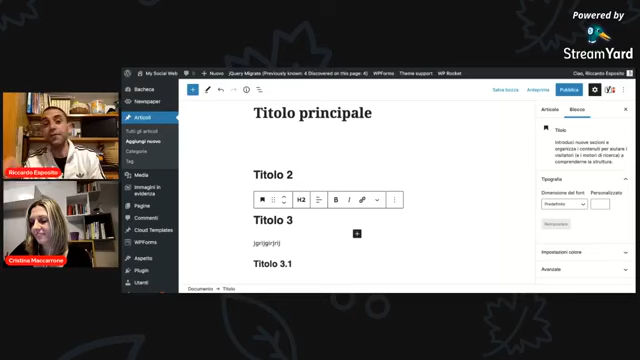 Powered by
StreamYard
My Social Web
Nuovo
jQuery Migrate (Previously known: 4 Discovered on this page: 4)
WPForms
Theme support
WP Rocket
Ciao, Riccardo Esposito
Bacheca
Newspaper
Articoli
Tutti gli articoli
Aggiungi nuovo
Categorie
Tag
Media
Immagini in
evidenza
Pagine
Commenti
Cloud Templates
WPForms
Aspetto
Plugin
Utenti
Salva bozza
Anteprima
Pubblica
Titolo principale
Titolo 2
H2
B
I
Titolo 3
Titolo 3.1
Documento → Titolo
Articolo
Blocco
Titolo
Introduci nuove sezioni e
organizza i contenuti per aiutare i
visitatori (e i motori di ricerca) a
comprenderne la struttura.
Tipografia
Dimensione del font
Personalizzato
Predefinito
Reimposta
Impostazioni colore
Avanzate
Riccardo Esposito
Cristina Maccarrone